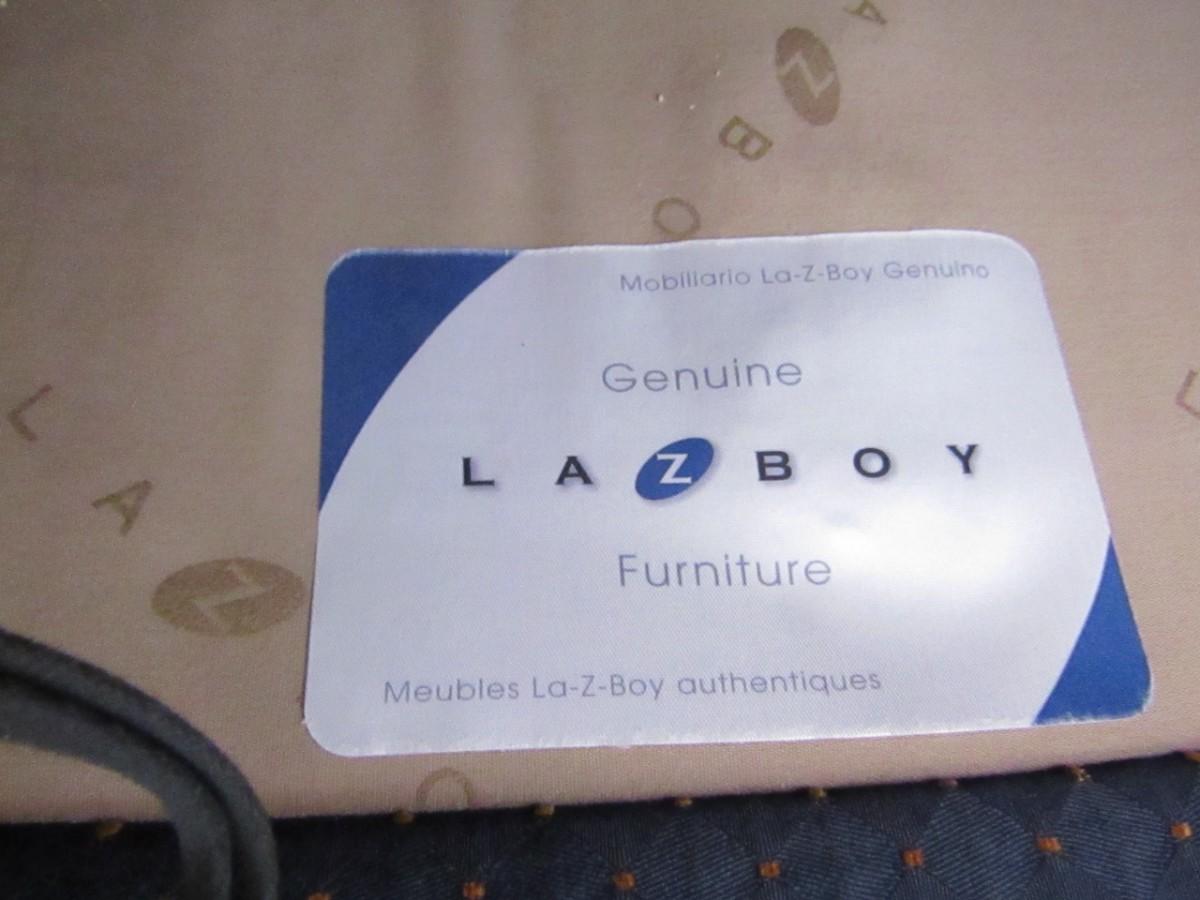 A
Z
B
O
Mobiliario La-Z-Boy Genuino
Genuine
LAZBOY
Furniture
Meubles La-Z-Boy authentiques
L
A
Z
O
L